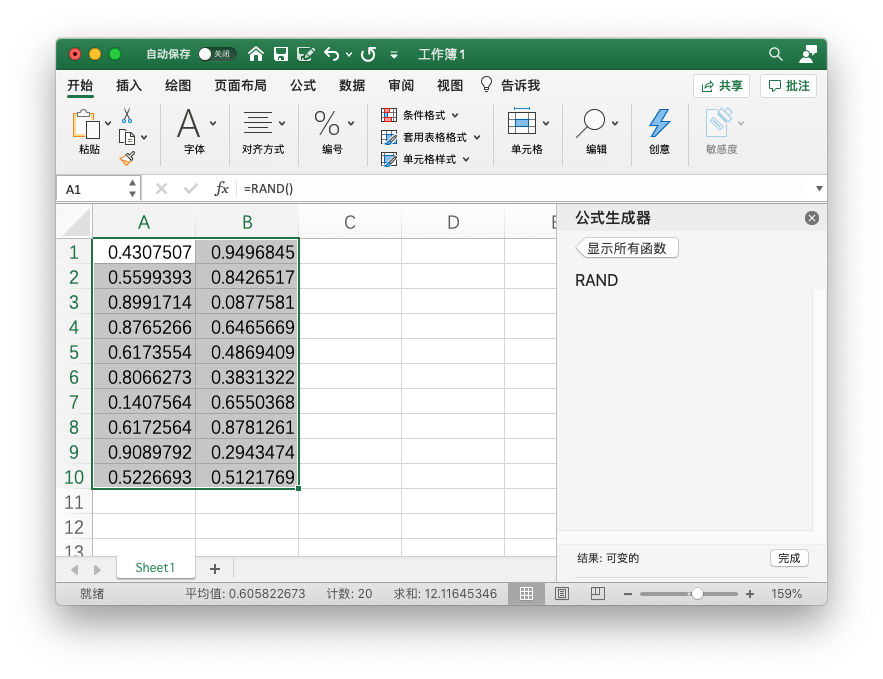 自动保存 关闭 工作簿1
开始 插入 绘图 页面布局 公式 数据 审阅 视图 告诉我 共享 批注
粘贴 字体 对齐方式 % 编号 条件格式 套用表格格式 单元格样式 单元格 编辑 创意 敏感度
A1 fx =RAND()
A B C D
1 0.4307507 0.9496845
2 0.5599393 0.8426517
3 0.8991714 0.0877581
4 0.8765266 0.6465669
5 0.6173554 0.4869409
6 0.8066273 0.3831322
7 0.1407564 0.6550368
8 0.6172564 0.8781261
9 0.9089792 0.2943474
10 0.5226693 0.5121769
11
12
13
公式生成器
显示所有函数
RAND
结果: 可变的 完成
Sheet1 +
就绪 平均值: 0.605822673 计数: 20 求和: 12.11645346 159%